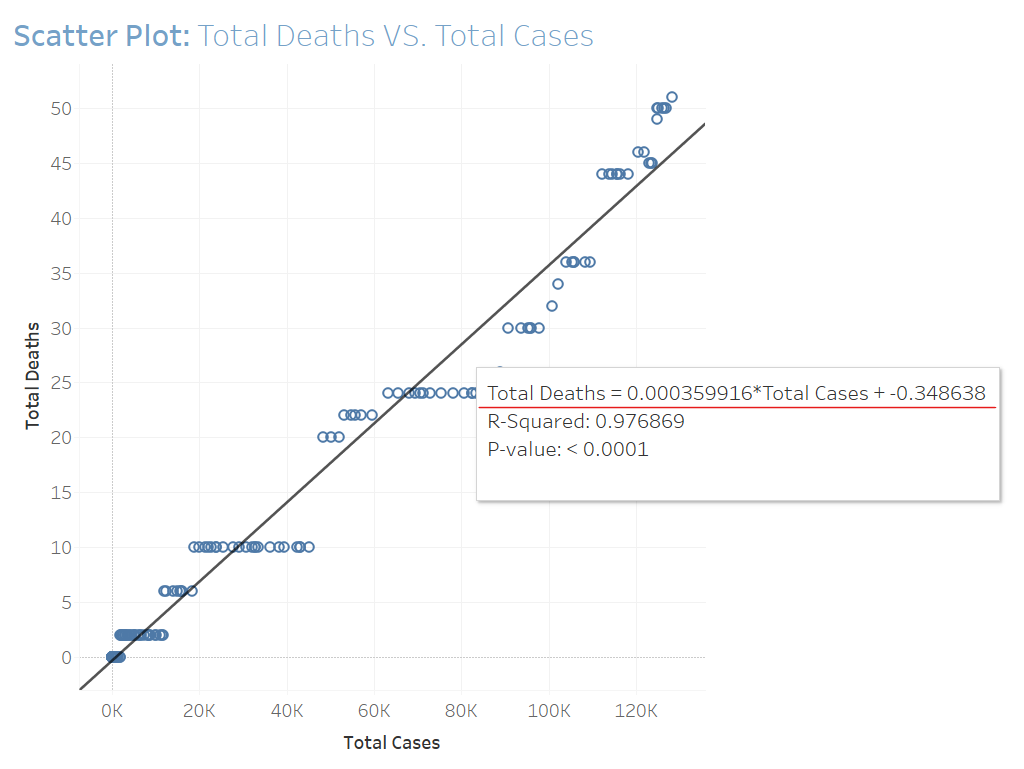 Scatter Plot: Total Deaths VS. Total Cases
Total Deaths
50
45
40
35
30
25
20
15
10
5
0
Total Deaths = 0.000359916*Total Cases + -0.348638
R-Squared: 0.976869
P-value: < 0.0001
0K
20K
40K
60K
80K
100K
120K
Total Cases